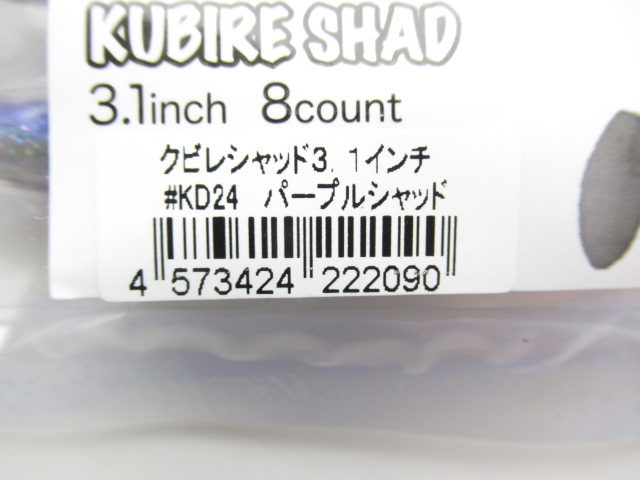 KUBIRE SHAD
3.1inch 8count
クビレシャッド3.1インチ
#KD24 パープルシャッド
4 573424 222090